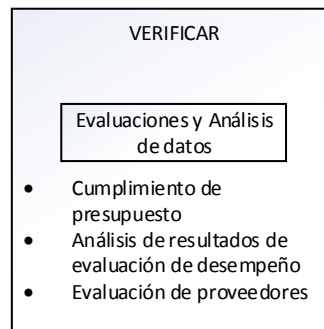 VERIFICAR
Evaluaciones y Análisis
de datos
• Cumplimiento de
presupuesto
• Análisis de resultados de
evaluación de desempeño
• Evaluación de proveedores